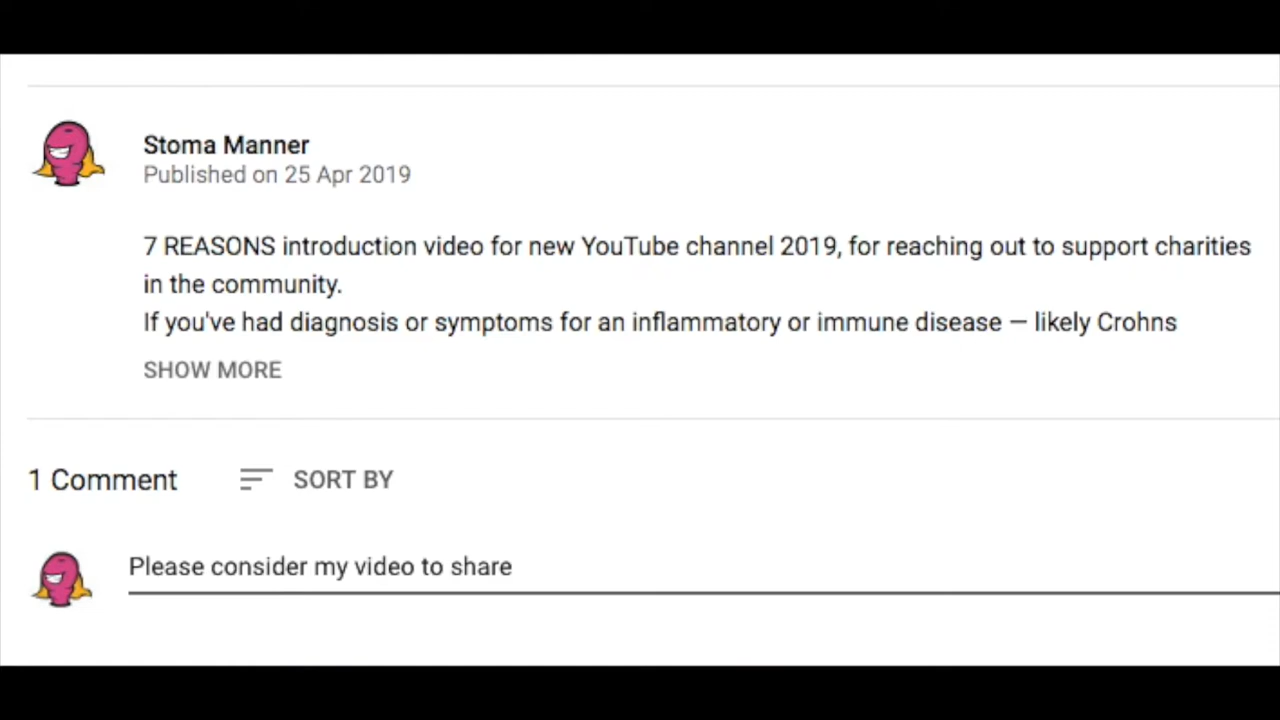 Stoma Manner
Published on 25 Apr 2019
7 REASONS introduction video for new YouTube channel 2019, for reaching out to support charities
in the community.
If you've had diagnosis or symptoms for an inflammatory or immune disease — likely Crohns
SHOW MORE
1 Comment SORT BY
Please consider my video to share